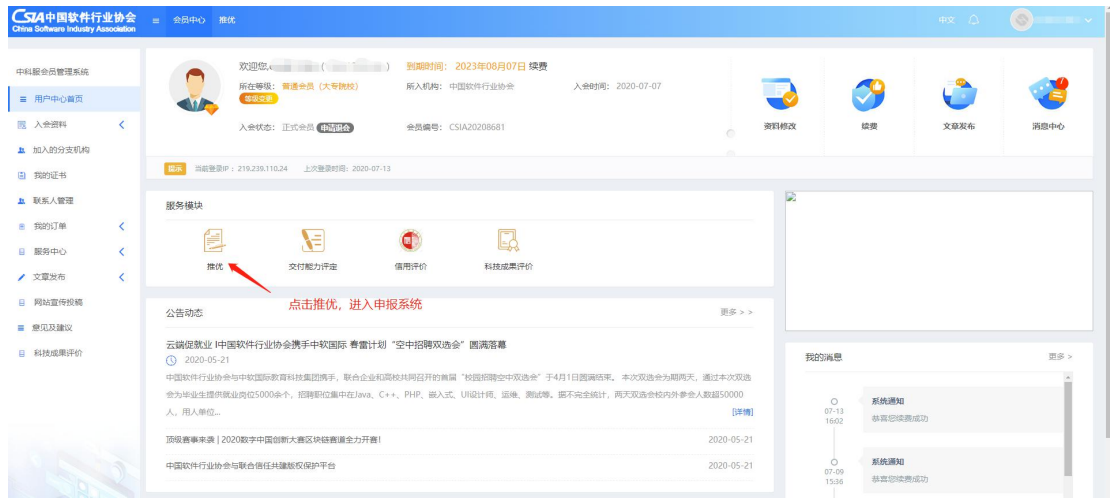 CSIA中国软件行业协会
China Software Industry Association
会员中心 推优
中文
中科服会员管理系统
用户中心首页
入会资料
加入的分支机构
我的证书
联系人管理
我的订单
服务中心
文章发布
网站宣传投稿
意见及建议
科技成果评价
欢迎您,
到期时间: 2023年08月07日 续费
所在等级: 普通会员（大专院校）
等级变更
所入机构: 中国软件行业协会
入会时间: 2020-07-07
入会状态: 正式会员 申请退会
会员编号: CSIA20208681
资料修改
续费
文章发布
消息中心
提示 当前登录IP : 219.239.110.24 上次登录时间: 2020-07-13
服务模块
推优
交付能力评定
信用评价
科技成果评价
点击推优，进入申报系统
公告动态
更多 > >
云端促就业 I中国软件行业协会携手中软国际 春雷计划“空中招聘双选会”圆满落幕
2020-05-21
中国软件行业协会与中软国际教育科技集团携手，联合企业和高校共同召开的首届“校园招聘空中双选会”于4月1日圆满结束。 本次双选会为期两天，通过本次双选
会为毕业生提供就业岗位5000余个，招聘职位集中在Java、C++、PHP、嵌入式、UI设计师、运维、测试等。据不完全统计，两天双选会校内外参会人数超50000
人，用人单位...
[详情]
顶级赛事来袭 | 2020数字中国创新大赛区块链赛道全力开赛!
2020-05-21
中国软件行业协会与联合信任共建版权保护平台
2020-05-21
我的消息
更多 >
07-13
16:02
系统通知
恭喜您续费成功
07-09
15:36
系统通知
恭喜您续费成功